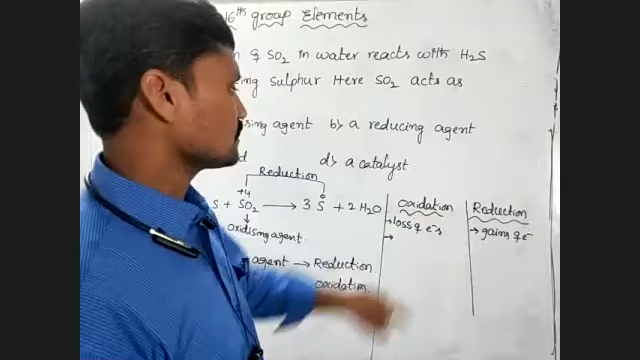 16th group Elements
n of SO2 in water reacts with H2S
ing Sulphur Here SO2 acts as
ising agent b) a reducing agent
d d) a catalyst
Reduction
+4 0
S + SO2 → 3 S + 2 H2O
oxidising agent.
agent → Reduction
oxidation
oxidation
→ loss of e-s
→
Reduction
→ gains of e-